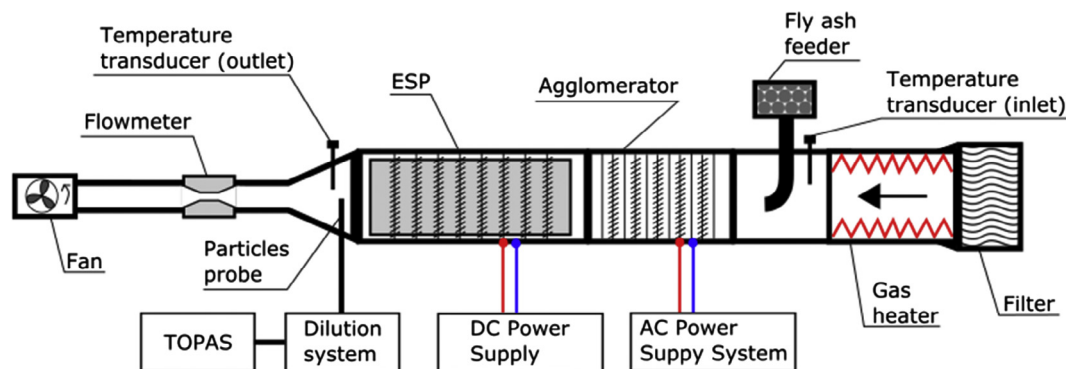 Temperature
transducer (outlet)
Flowmeter
Fan
Particles
probe
ESP
Agglomerator
Fly ash
feeder
Temperature
transducer (inlet)
Gas
heater
Filter
TOPAS
Dilution
system
DC Power
Supply
AC Power
Suppy System